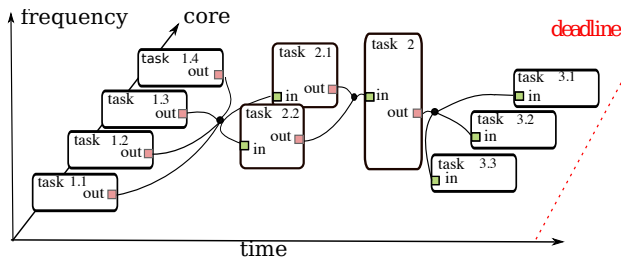 frequency
core
deadline
task 1.4
out
task 1.3
out
task 1.2
out
task 1.1
out
task 2.1
out
in
task 2.2
out
in
task 2
in
out
task 3.1
in
task 3.2
in
task 3.3
in
time